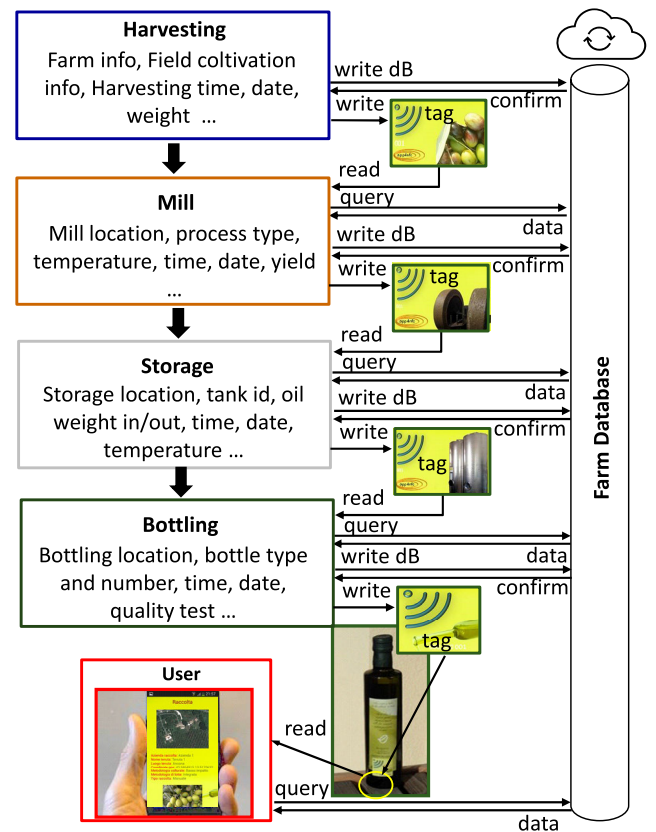 Harvesting
Farm info, Field coltivation
info, Harvesting time, date,
weight ...
write dB
confirm
write
tag
read
Mill
Mill location, process type,
temperature, time, date, yield
...
query
data
write dB
confirm
write
tag
read
Storage
Storage location, tank id, oil
weight in/out, time, date,
temperature ...
query
data
write dB
confirm
write
tag
read
Bottling
Bottling location, bottle type
and number, time, date,
quality test ...
query
data
write dB
confirm
write
tag
Farm Database
User
Raccolta
read
query
data